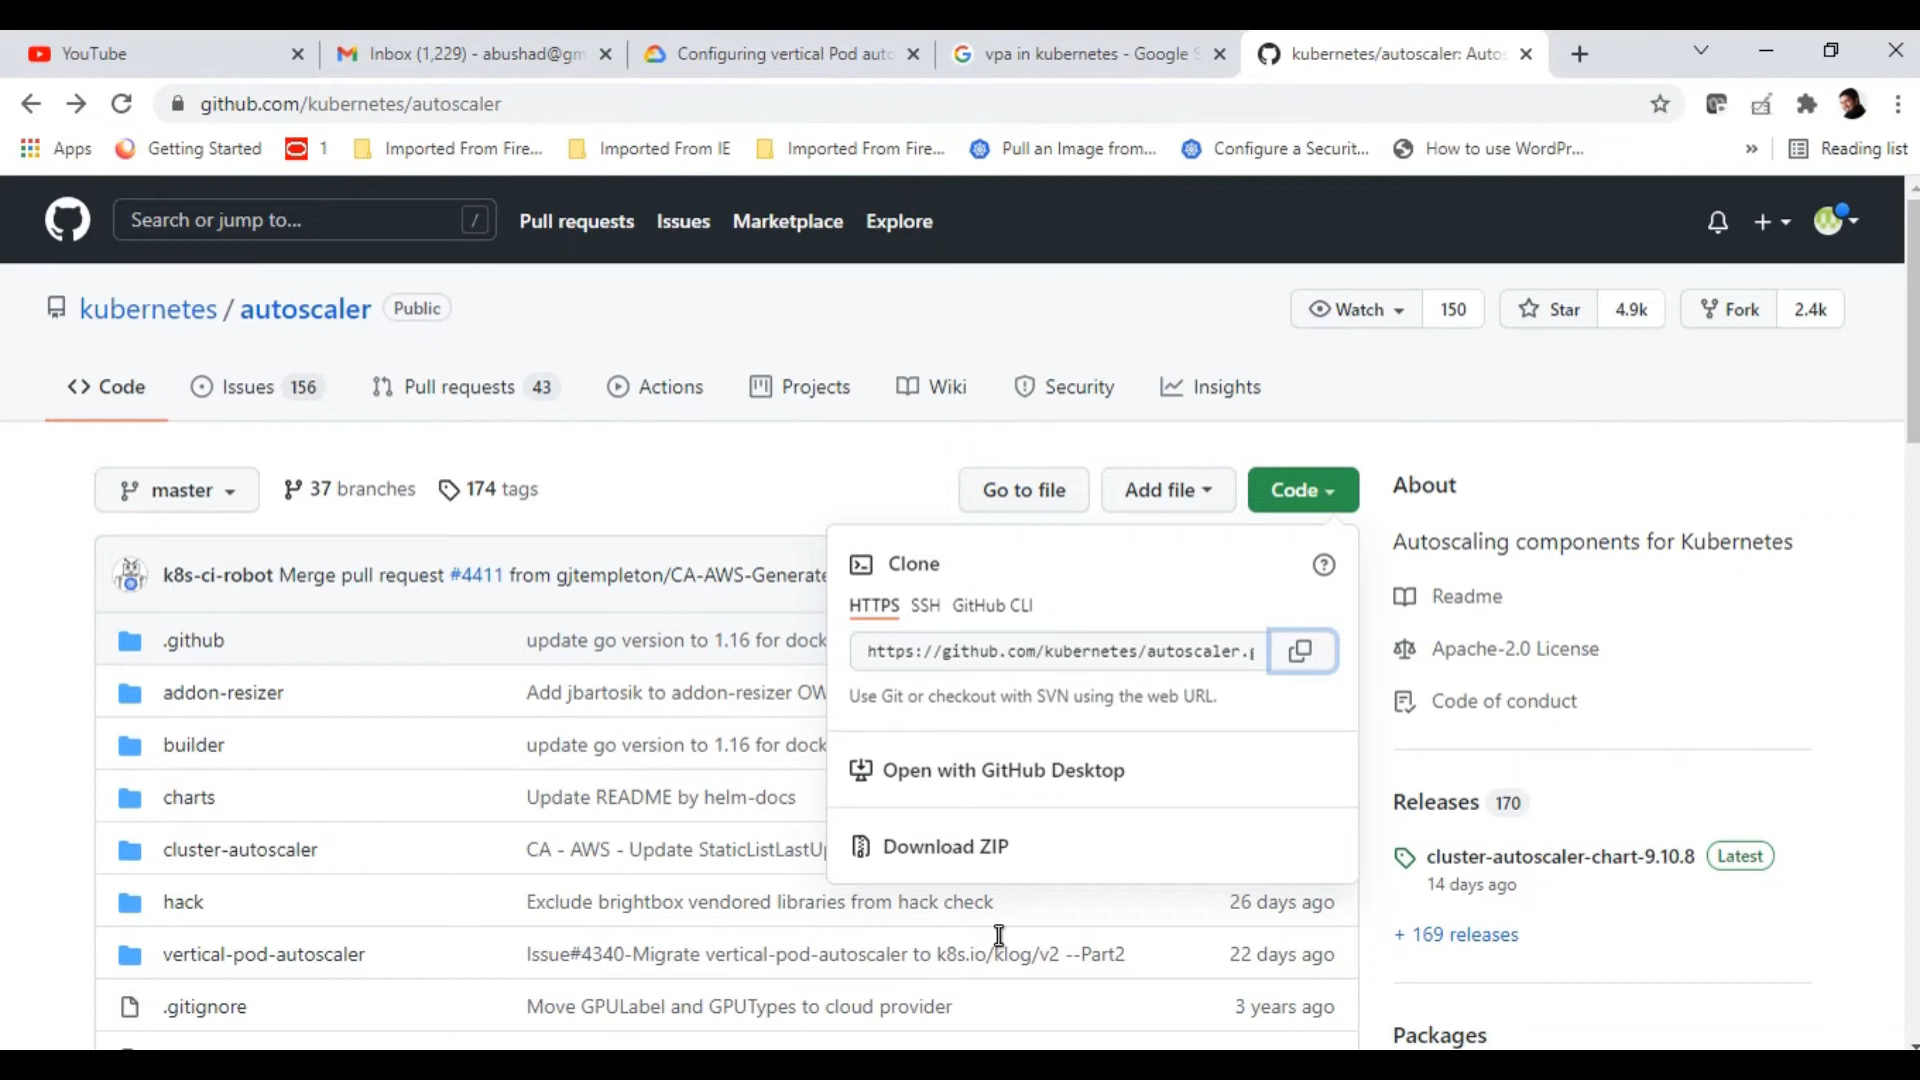 YouTube
Inbox (1,229) - abushad@gm
Configuring vertical Pod auto
vpa in kubernetes - Google S
kubernetes/autoscaler: Autos
github.com/kubernetes/autoscaler
Apps
Getting Started
1
Imported From Fire...
Imported From IE
Imported From Fire...
Pull an Image from...
Configure a Securit...
How to use WordPr...
»
Reading list
Search or jump to...
/
Pull requests
Issues
Marketplace
Explore
kubernetes / autoscaler
Public
Watch
150
Star
4.9k
Fork
2.4k
Code
Issues 156
Pull requests 43
Actions
Projects
Wiki
Security
Insights
master
37 branches
174 tags
Go to file
Add file
Code
k8s-ci-robot Merge pull request #4411 from gjtempleton/CA-AWS-Generate
.github
update go version to 1.16 for dock
addon-resizer
Add jbartosik to addon-resizer OW
builder
update go version to 1.16 for dock
charts
Update README by helm-docs
cluster-autoscaler
CA - AWS - Update StaticListLastUp
hack
Exclude brightbox vendored libraries from hack check
26 days ago
vertical-pod-autoscaler
Issue#4340-Migrate vertical-pod-autoscaler to k8s.io/klog/v2 --Part2
22 days ago
.gitignore
Move GPULabel and GPUTypes to cloud provider
3 years ago
Clone
HTTPS SSH GitHub CLI
https://github.com/kubernetes/autoscaler.g
Use Git or checkout with SVN using the web URL.
Open with GitHub Desktop
Download ZIP
About
Autoscaling components for Kubernetes
Readme
Apache-2.0 License
Code of conduct
Releases 170
cluster-autoscaler-chart-9.10.8 Latest
14 days ago
+ 169 releases
Packages